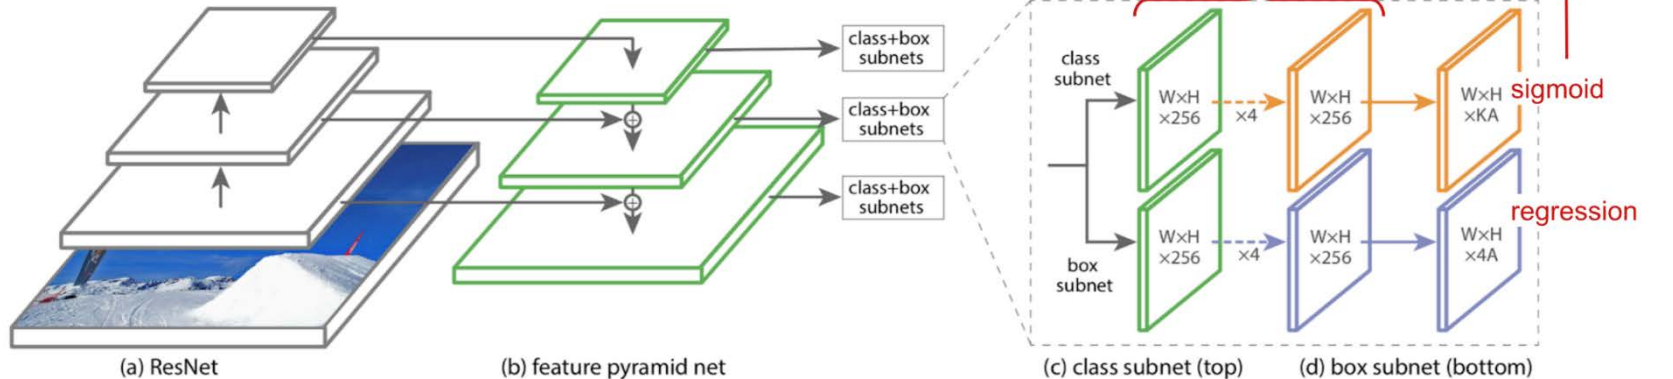 class+box
subnets
class+box
subnets
class+box
subnets
class
subnet
W×H
×256
×4
W×H
×256
W×H
×KA
sigmoid
box
subnet
W×H
×256
×4
W×H
×256
W×H
×4A
regression
(a) ResNet
(b) feature pyramid net
(c) class subnet (top)
(d) box subnet (bottom)